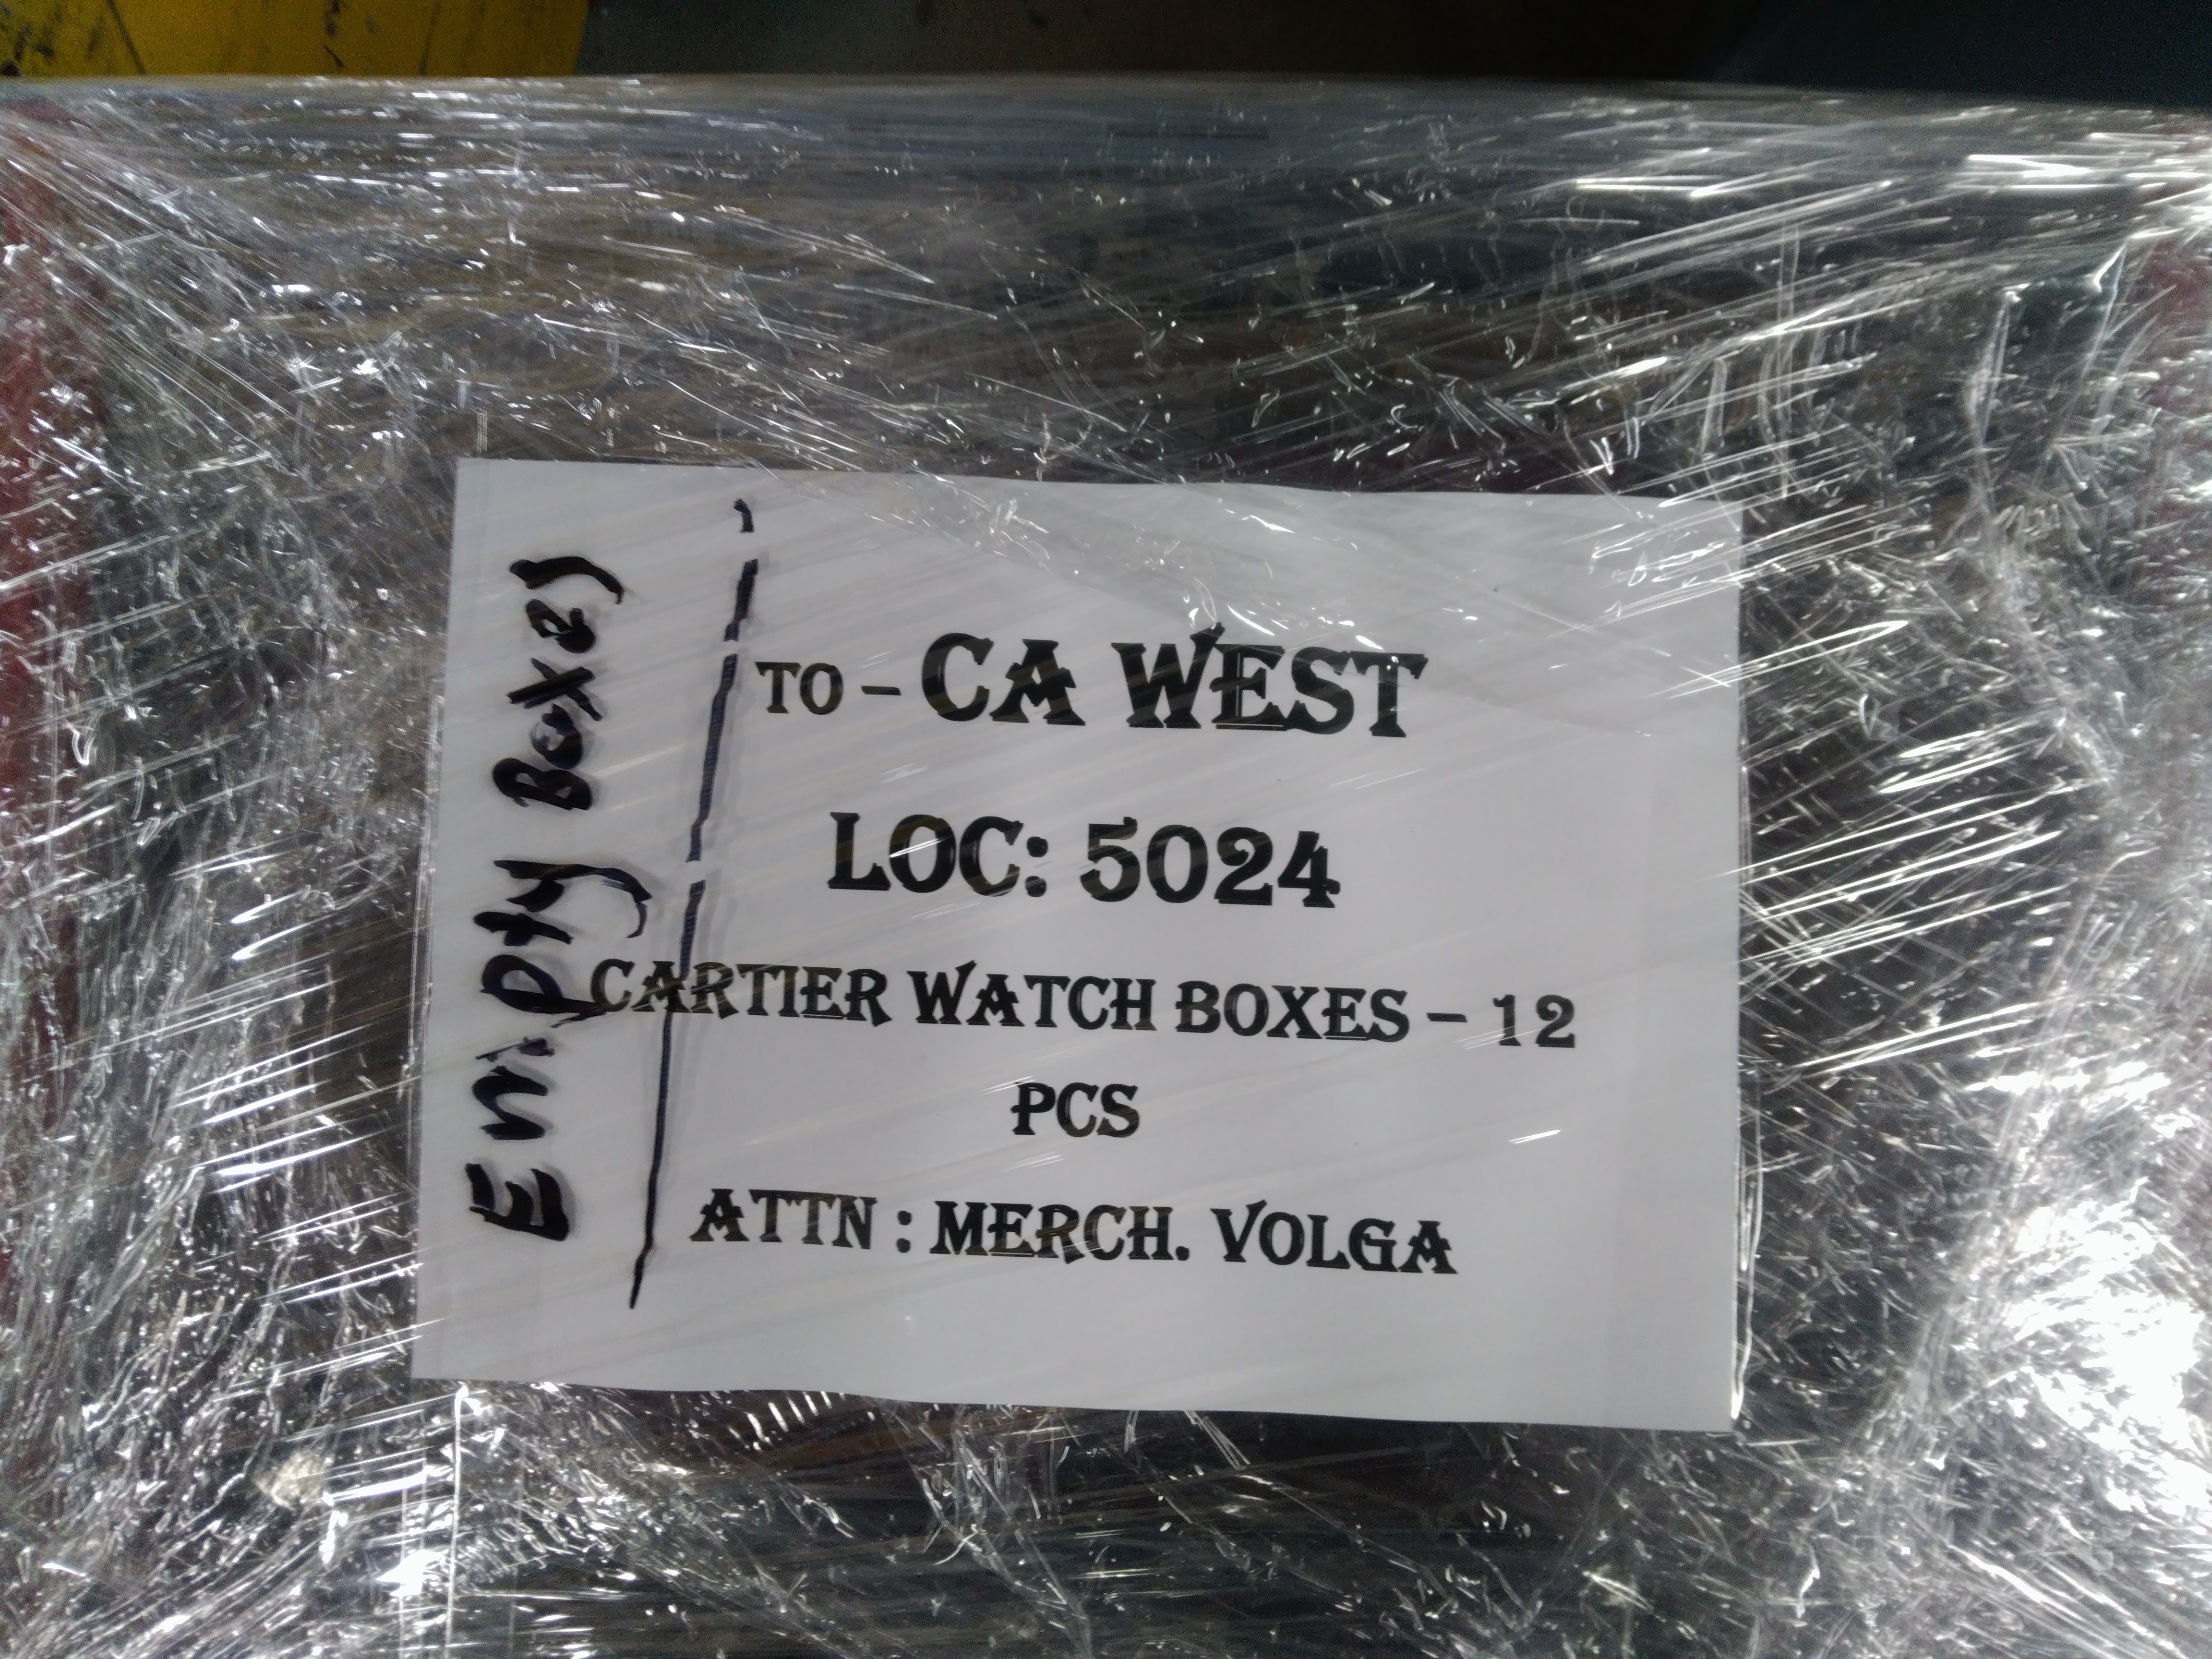 Empty Boxes
TO – CA WEST
LOC: 5024
CARTIER WATCH BOXES – 12
PCS
ATTN : MERCH. VOLGA